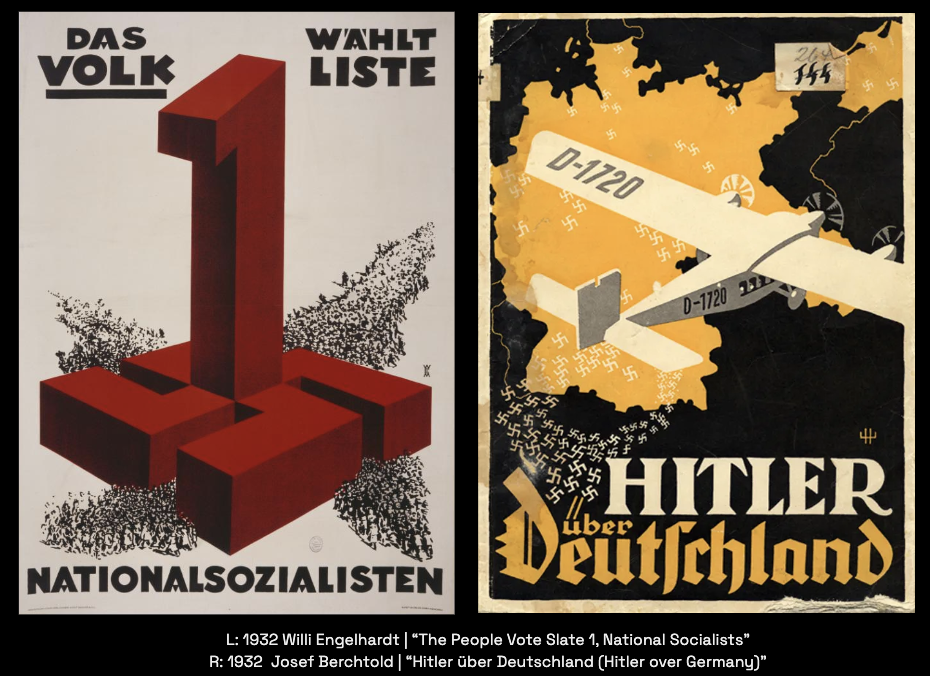 DAS
VOLK
WÄHLT
LISTE
1
NATIONALSOZIALISTEN
144
D-1720
D-1720
HITLER
über
Deutſchland
L: 1932 Willi Engelhardt | “The People Vote Slate 1, National Socialists”
R: 1932 Josef Berchtold | “Hitler über Deutschland (Hitler over Germany)”